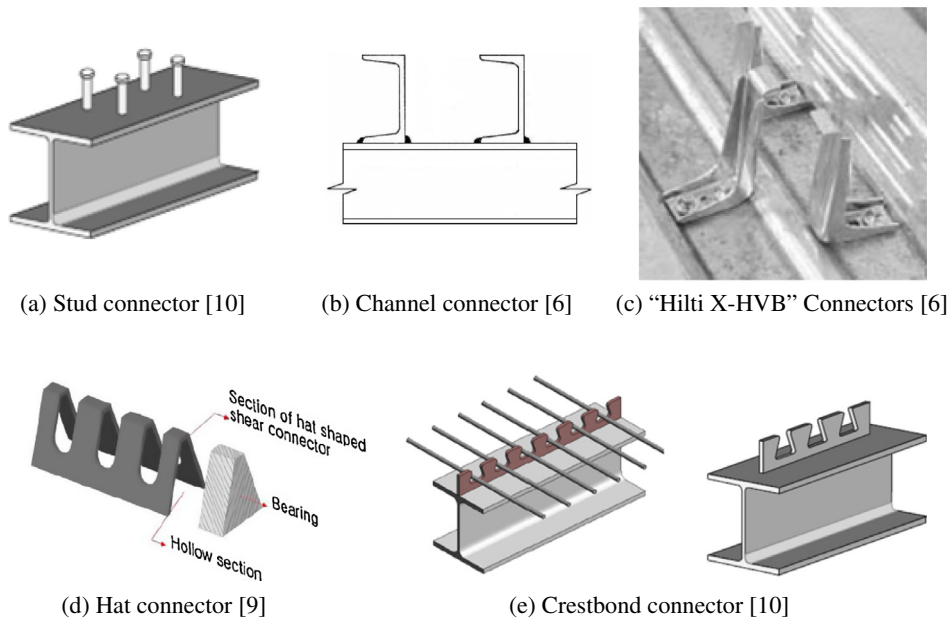 (a) Stud connector [10]
(b) Channel connector [6]
(c) “Hilti X-HVB” Connectors [6]
Section of hat shaped
shear connector
Bearing
Hollow section
(d) Hat connector [9]
(e) Crestbond connector [10]